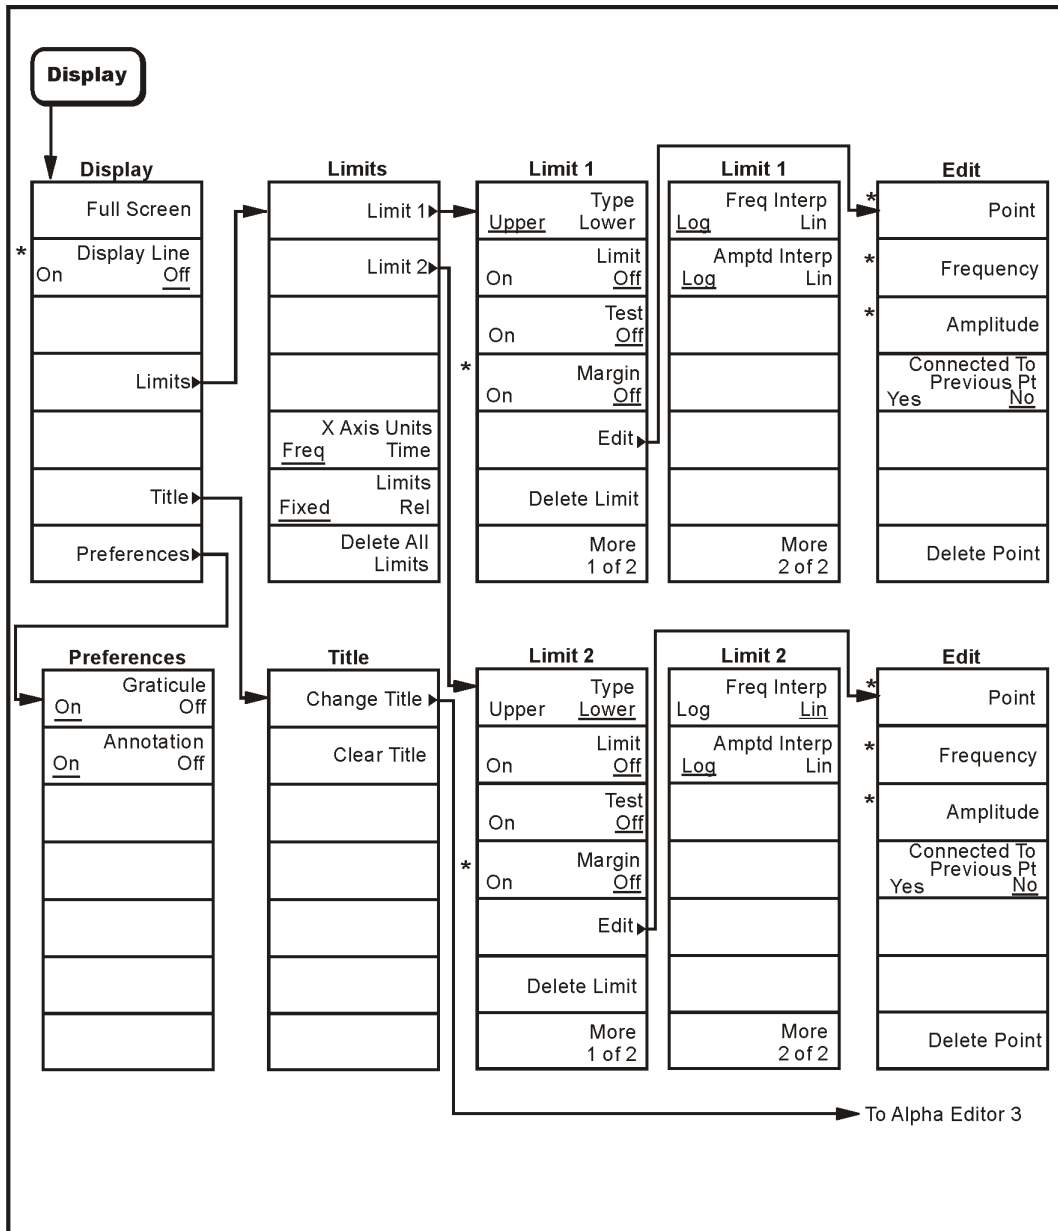 Display
Display
Full Screen
* Display Line
On Off
Limits
Title
Preferences
Limits
Limit 1
Limit 2
X Axis Units
Freq Time
Limits
Fixed Rel
Delete All
Limits
Limit 1
Type
Upper Lower
Limit
On Off
Test
On Off
* Margin
On Off
Edit
Delete Limit
More
1 of 2
Limit 1
Freq Interp
Log Lin
Amptd Interp
Log Lin
More
2 of 2
Edit
* Point
* Frequency
* Amplitude
Connected To
Previous Pt
Yes No
Delete Point
Preferences
Graticule
On Off
Annotation
On Off
Title
Change Title
Clear Title
Limit 2
Type
Upper Lower
Limit
On Off
Test
On Off
* Margin
On Off
Edit
Delete Limit
More
1 of 2
Limit 2
Freq Interp
Log Lin
Amptd Interp
Log Lin
More
2 of 2
Edit
* Point
* Frequency
* Amplitude
Connected To
Previous Pt
Yes No
Delete Point
To Alpha Editor 3